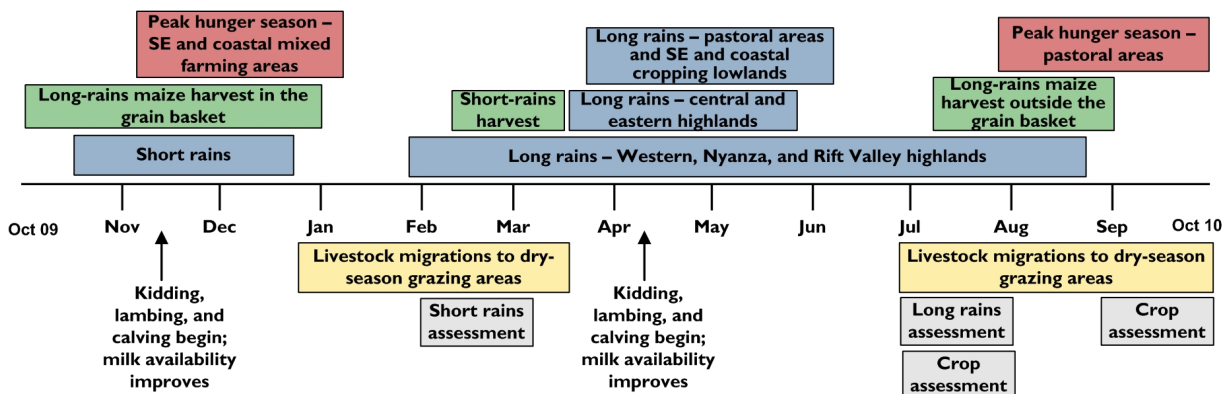 Peak hunger season –
SE and coastal mixed
farming areas
Long rains – pastoral areas
and SE and coastal
cropping lowlands
Peak hunger season –
pastoral areas
Long-rains maize harvest in the
grain basket
Short-rains
harvest
Long rains – central and
eastern highlands
Long-rains maize
harvest outside the
grain basket
Short rains
Long rains – Western, Nyanza, and Rift Valley highlands
Oct 09
Nov
Dec
Jan
Feb
Mar
Apr
May
Jun
Jul
Aug
Sep
Oct 10
Kidding,
lambing, and
calving begin;
milk availability
improves
Livestock migrations to dry-
season grazing areas
Short rains
assessment
Kidding,
lambing, and
calving begin;
milk availability
improves
Livestock migrations to dry-season
grazing areas
Long rains
assessment
Crop
assessment
Crop
assessment